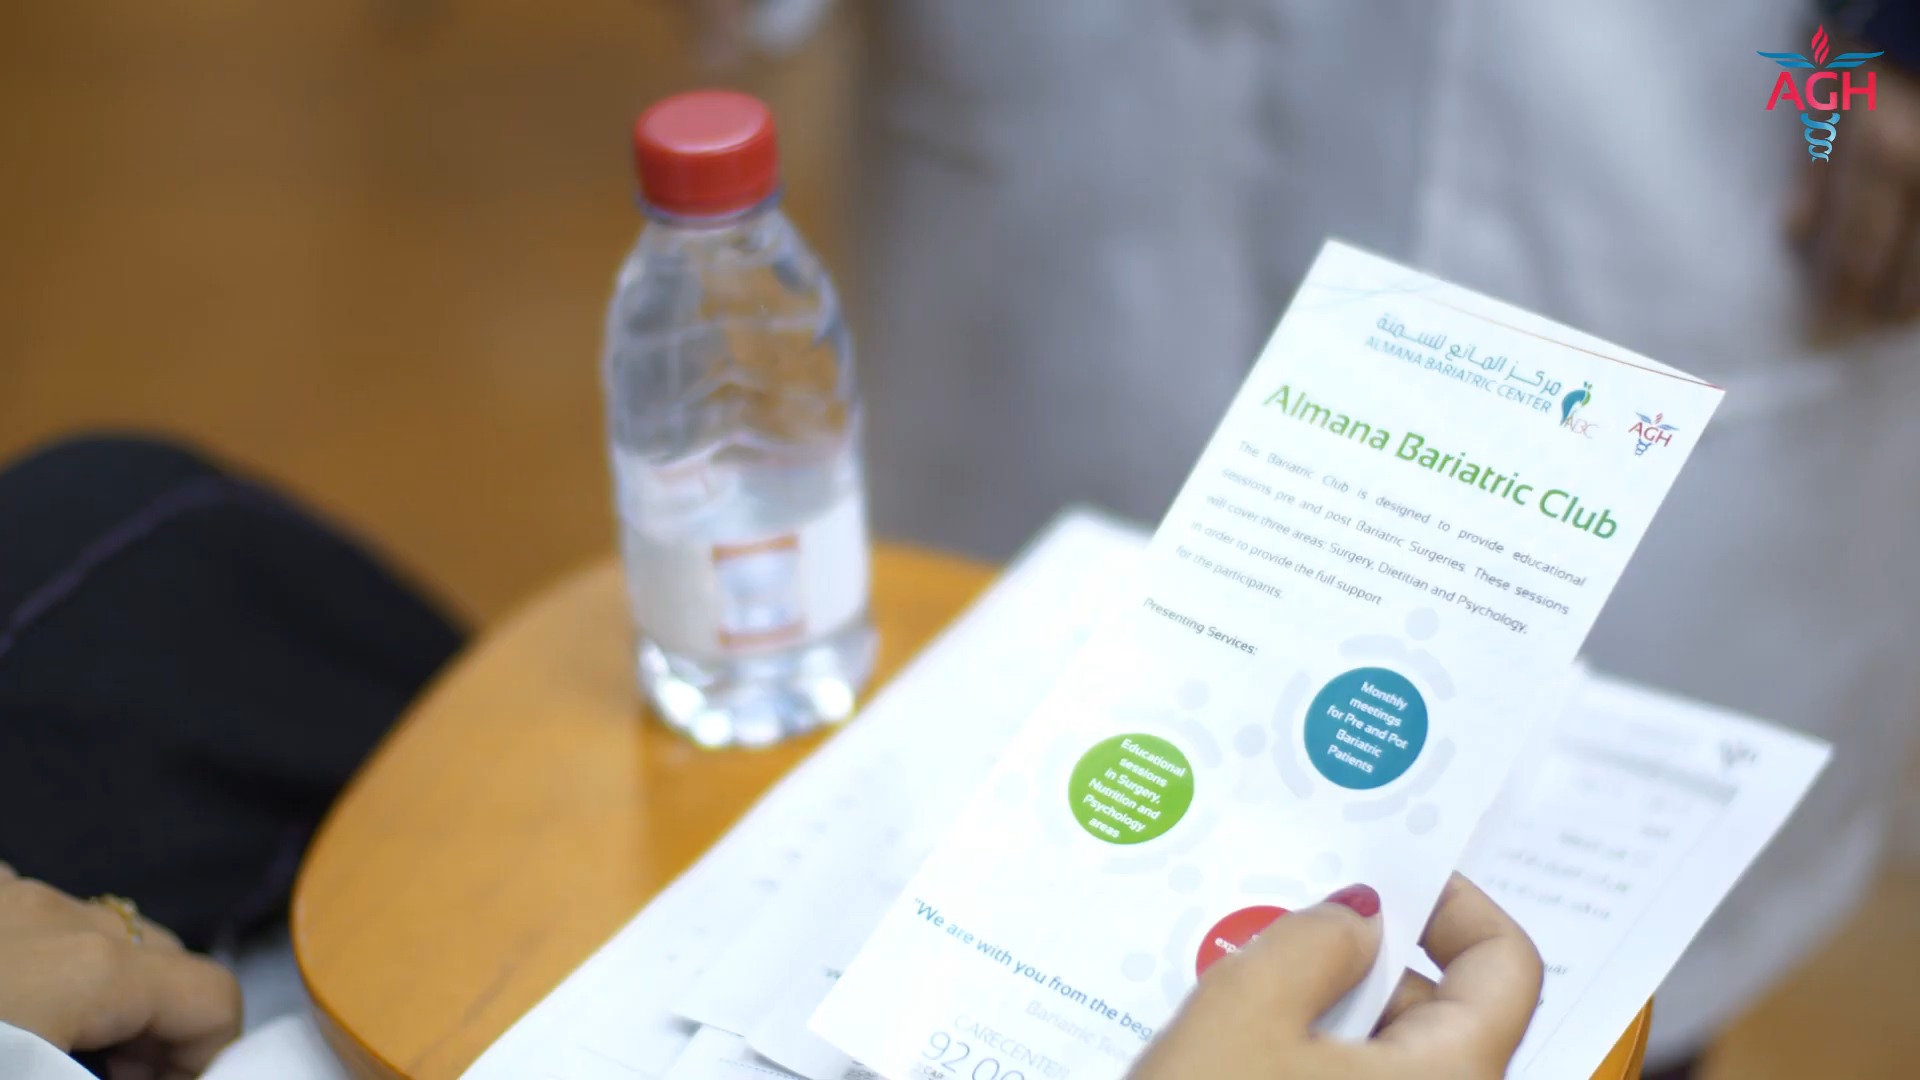 AGH
مركز المانع للسمنة
ALMANA BARIATRIC CENTER
ABC
AGH
Almana Bariatric Club
The Bariatric Club is designed to provide educational
sessions pre and post Bariatric Surgeries. These sessions
will cover three areas: Surgery, Dietitian and Psychology,
in order to provide the full support
for the participants.
Presenting Services:
Monthly
meetings
for Pre and Pot
Bariatric
Patients
Educational
sessions
in Surgery,
Nutrition and
Psychology
areas
"We are with you from the beg
Bariatric
CARECENTER
92 00